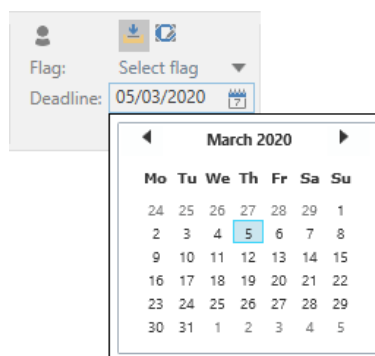 Flag: Select flag
Deadline: 05/03/2020 7
March 2020
Mo Tu We Th Fr Sa Su
24 25 26 27 28 29 1
2 3 4 5 6 7 8
9 10 11 12 13 14 15
16 17 18 19 20 21 22
23 24 25 26 27 28 29
30 31 1 2 3 4 5